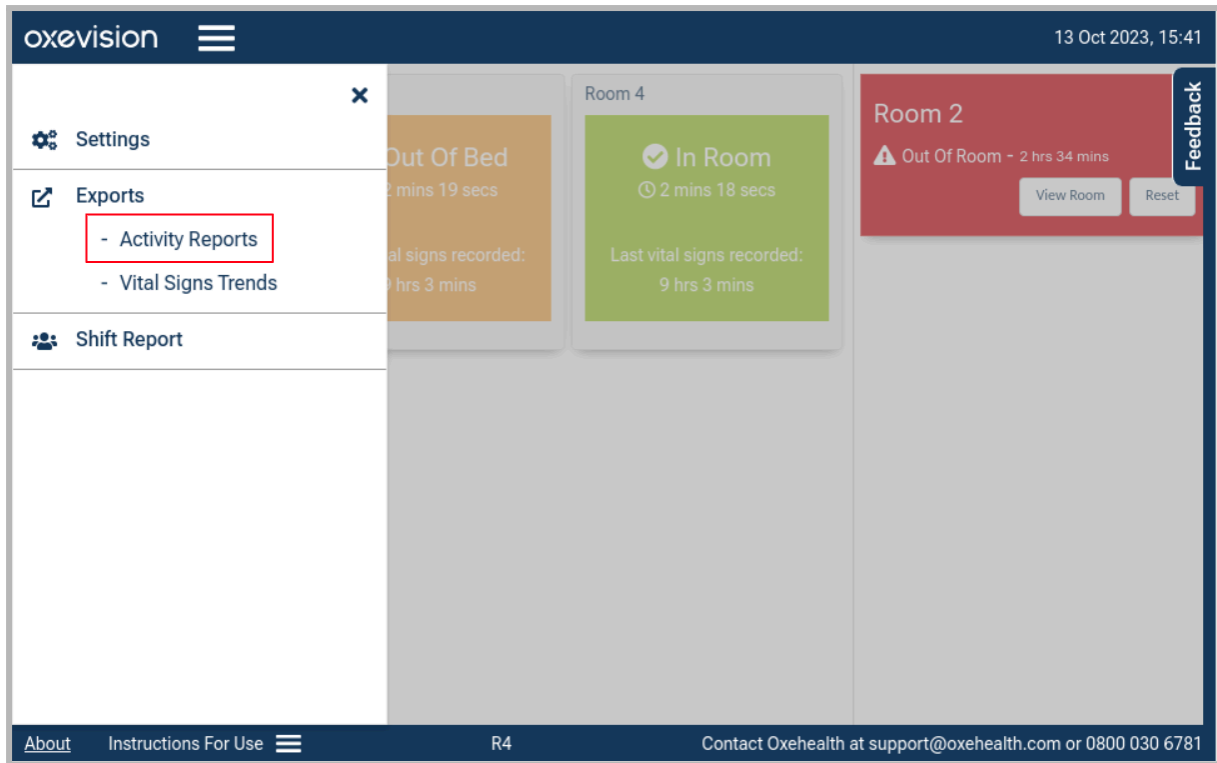 oxevision
13 Oct 2023, 15:41
Settings
Exports
- Activity Reports
- Vital Signs Trends
Shift Report
Out Of Bed
2 mins 19 secs
al signs recorded:
9 hrs 3 mins
Room 4
In Room
2 mins 18 secs
Last vital signs recorded:
9 hrs 3 mins
Room 2
Out Of Room - 2 hrs 34 mins
View Room
Reset
Feedback
About
Instructions For Use
R4
Contact Oxehealth at support@oxehealth.com or 0800 030 6781